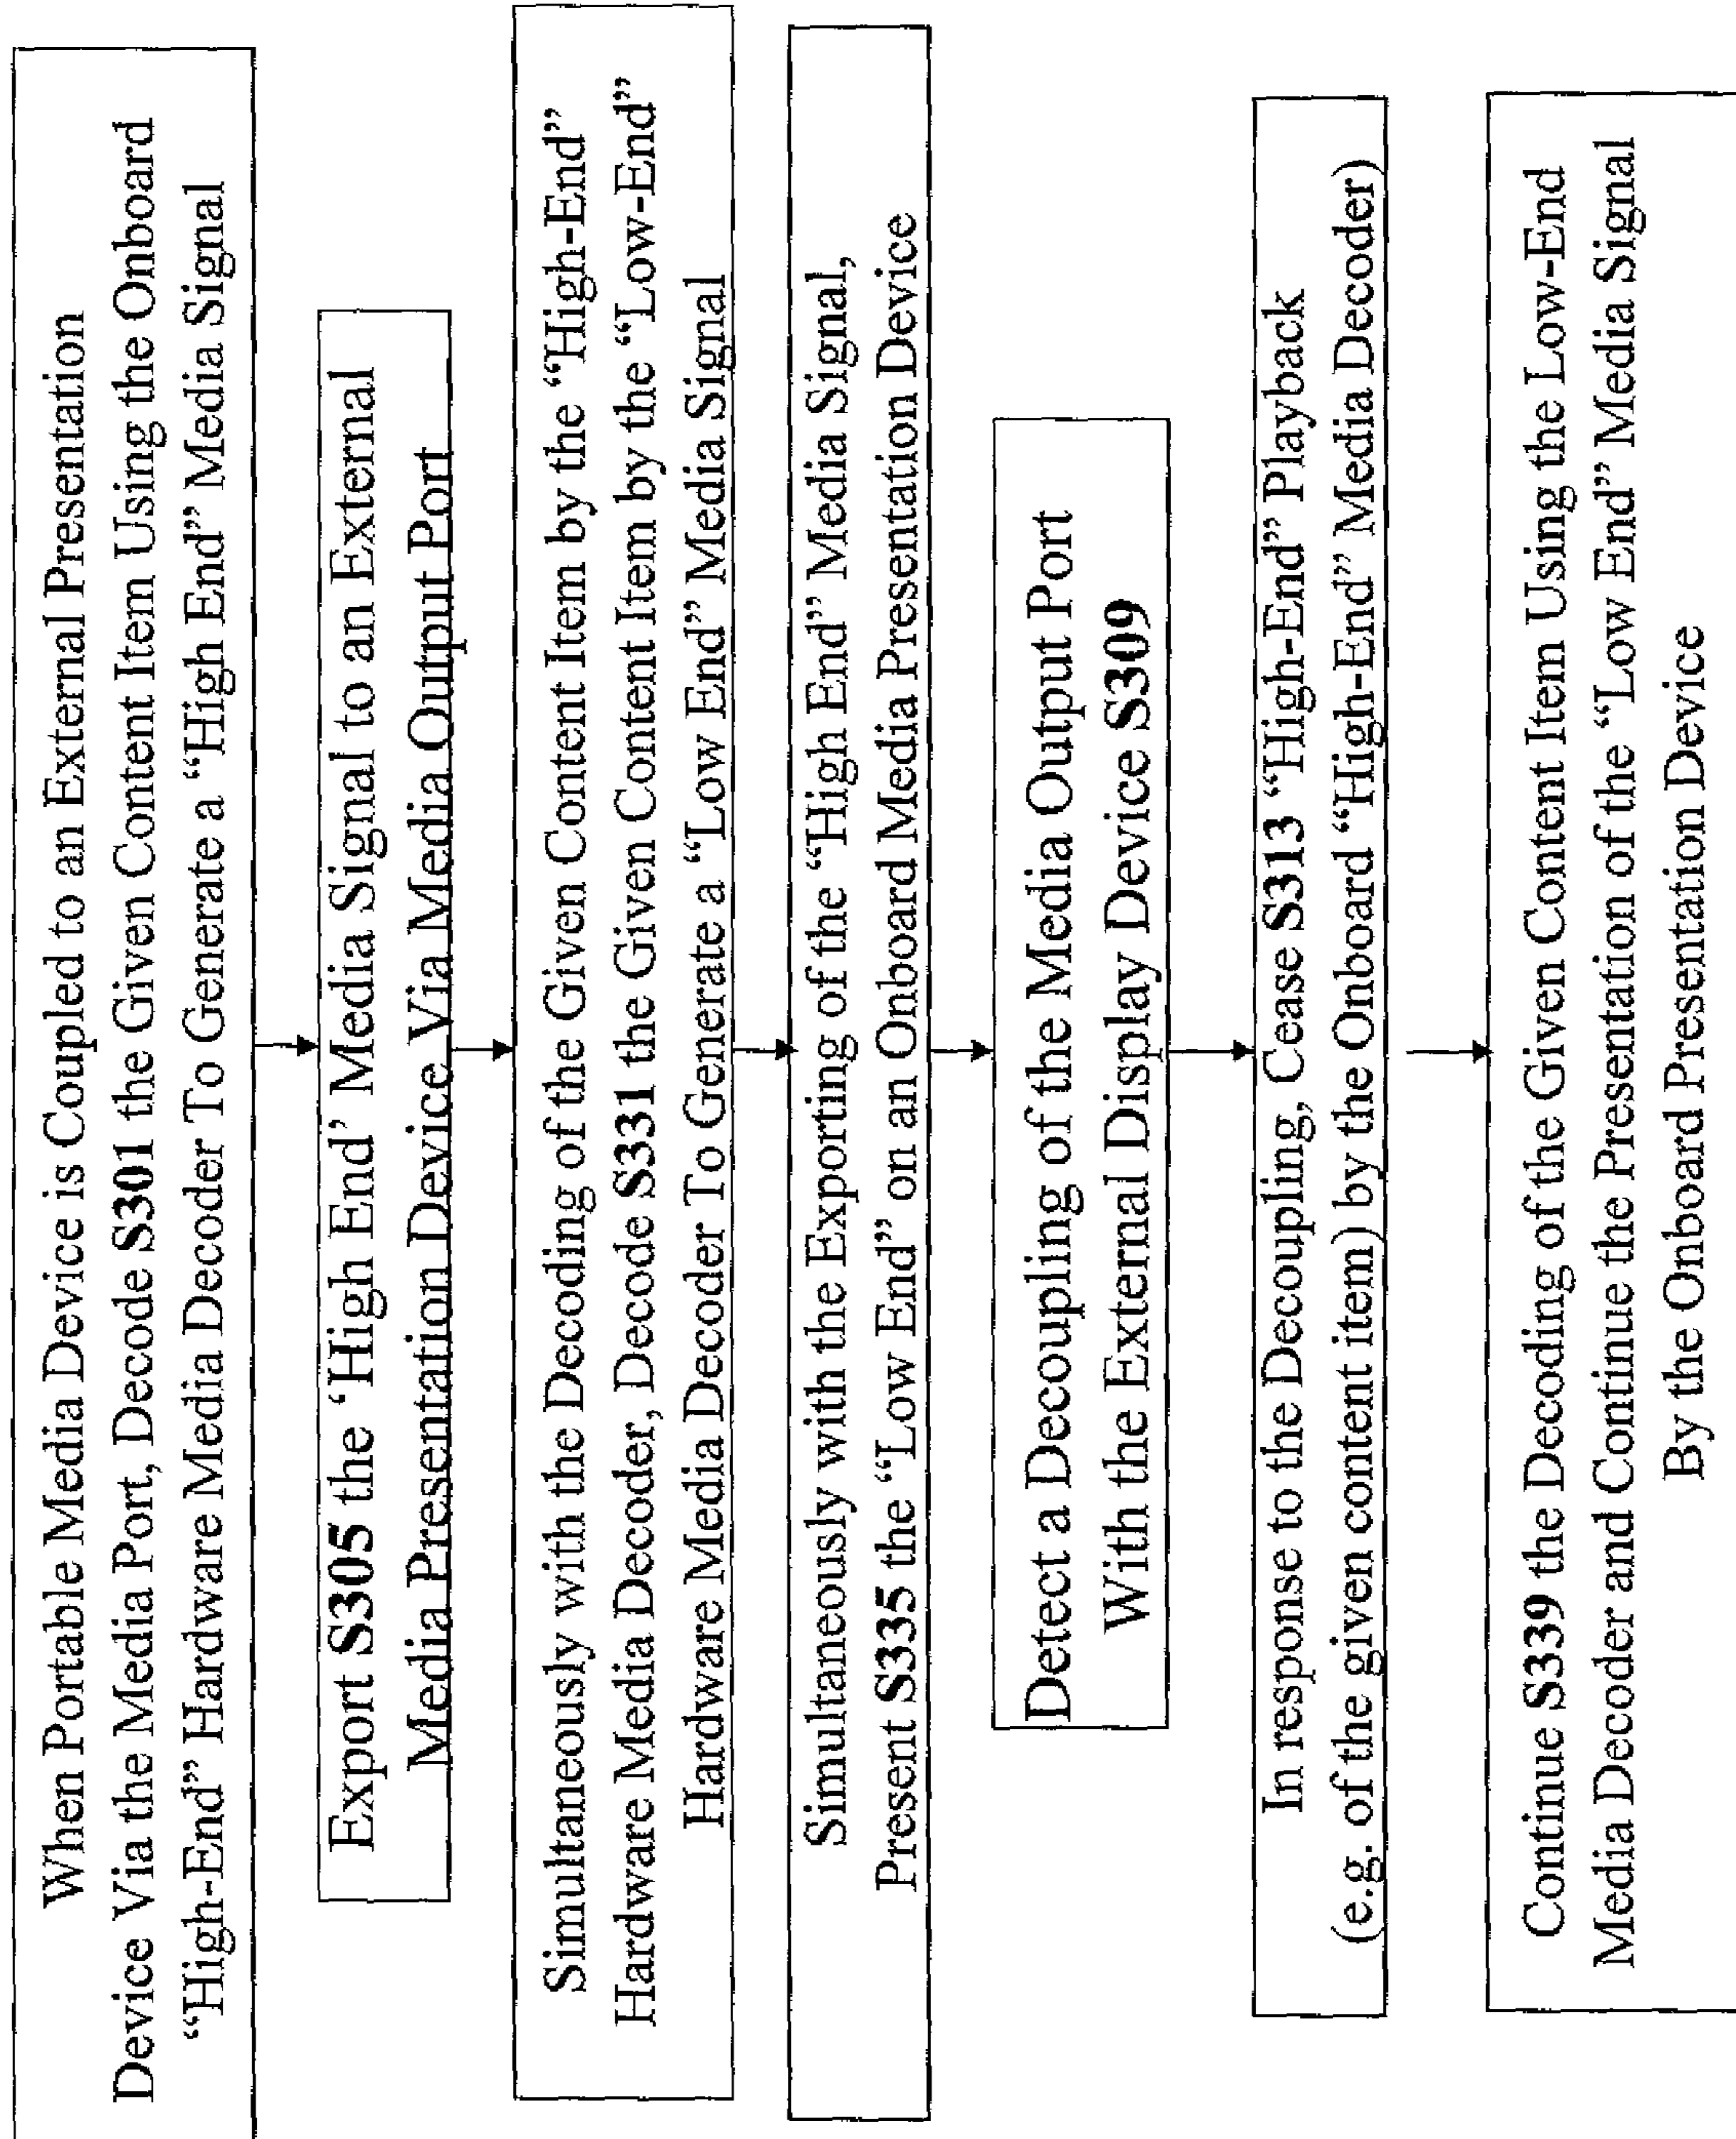 When Portable Media Device is Coupled to an External Presentation
Device Via the Media Port, Decode S301 the Given Content Item Using the Onboard
“High-End” Hardware Media Decoder To Generate a “High End” Media Signal
Export S305 the ‘High End’ Media Signal to an External
Media Presentation Device Via Media Output Port
Simultaneously with the Decoding of the Given Content Item by the “High-End”
Hardware Media Decoder, Decode S331 the Given Content Item by the “Low-End”
Hardware Media Decoder To Generate a “Low End” Media Signal
Simultaneously with the Exporting of the “High End” Media Signal,
Present S335 the “Low End” on an Onboard Media Presentation Device
Detect a Decoupling of the Media Output Port
With the External Display Device S309
In response to the Decoupling, Cease S313 “High-End” Playback
(e.g. of the given content item) by the Onboard “High-End” Media Decoder)
Continue S339 the Decoding of the Given Content Item Using the Low-End
Media Decoder and Continue the Presentation of the “Low End” Media Signal
By the Onboard Presentation Device